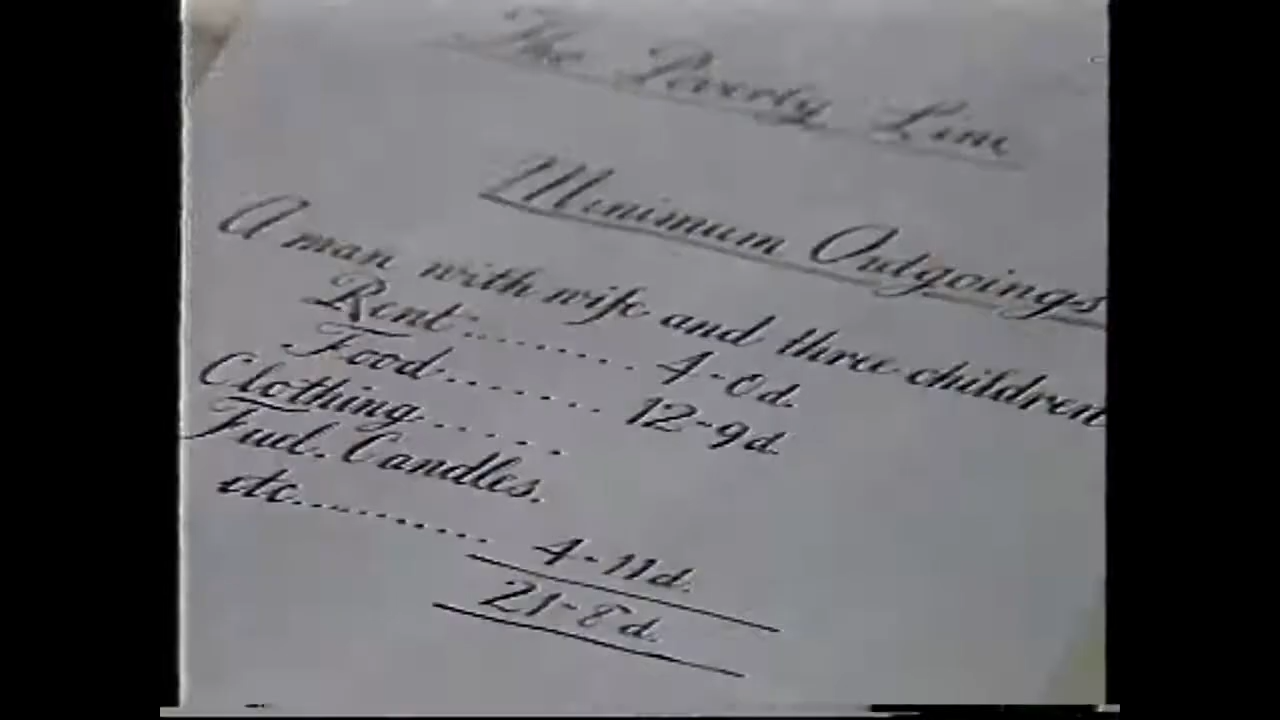 The Poverty Line
Minimum Outgoings
A man with wife and three children
Rent......... 4-0d.
Food......... 12-9d.
Clothing......
Fuel. Candles.
etc............ 4-11d.
21-8d.